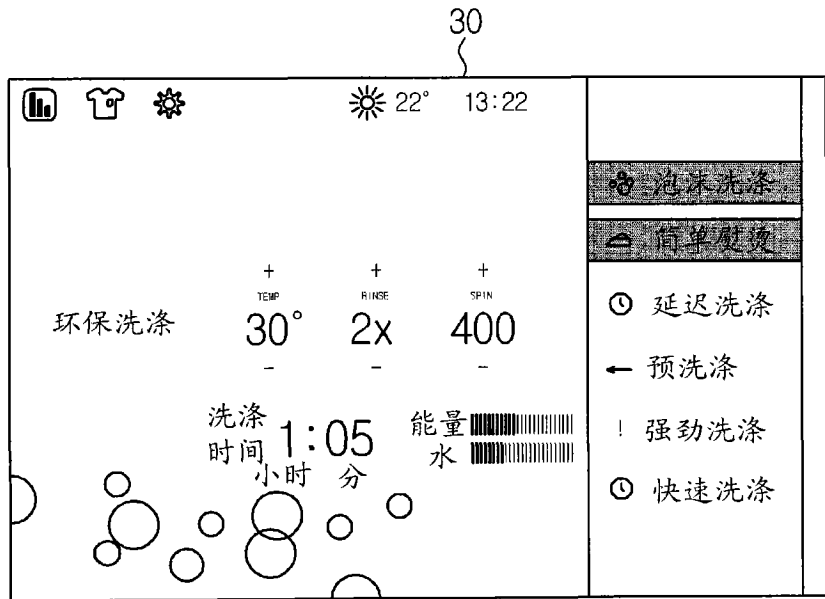 30
22° 13:22
泡沫洗涤
简单熨烫
延迟洗涤
预洗涤
! 强劲洗涤
快速洗涤
+ + +
TEMP RINSE SPIN
环保洗涤 30° 2x 400
- - -
洗涤时间 1:05
小时 分
能量
水